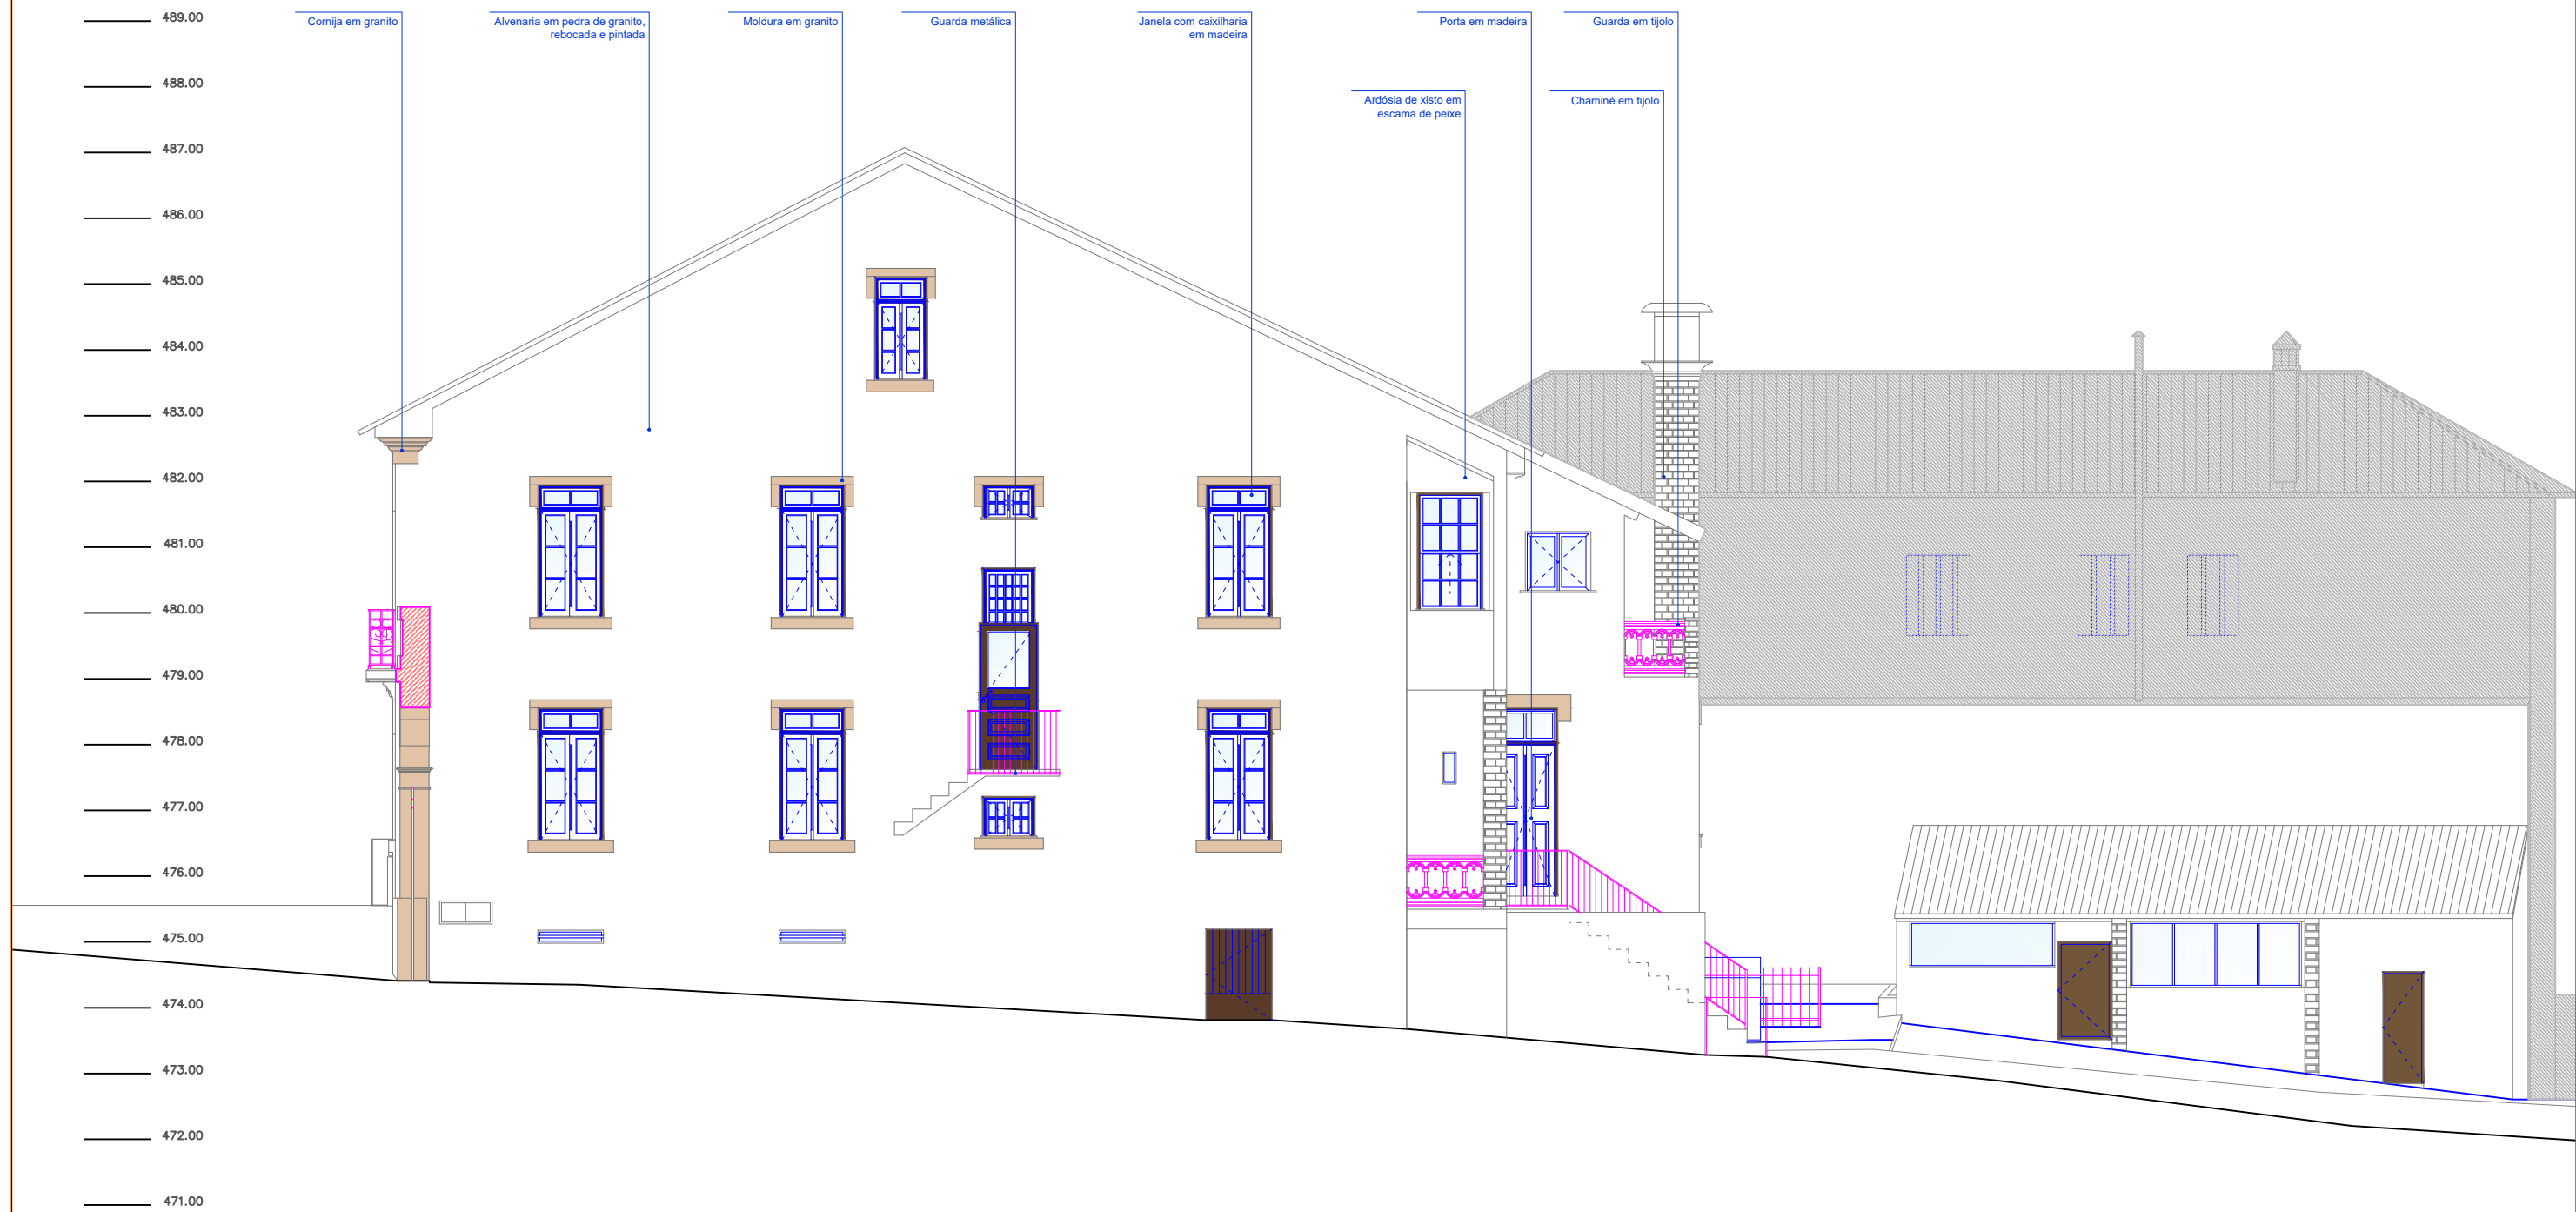 Cornija em granito
Alvenaria em pedra de granito,
rebocada e pintada
Moldura em granito
Guarda metálica
Janela com caixilharia
em madeira
Porta em madeira
Guarda em tijolo
Ardósia de xisto em
escama de peixe
Chaminé em tijolo
489.00
488.00
487.00
486.00
485.00
484.00
483.00
482.00
481.00
480.00
479.00
478.00
477.00
476.00
475.00
474.00
473.00
472.00
471.00